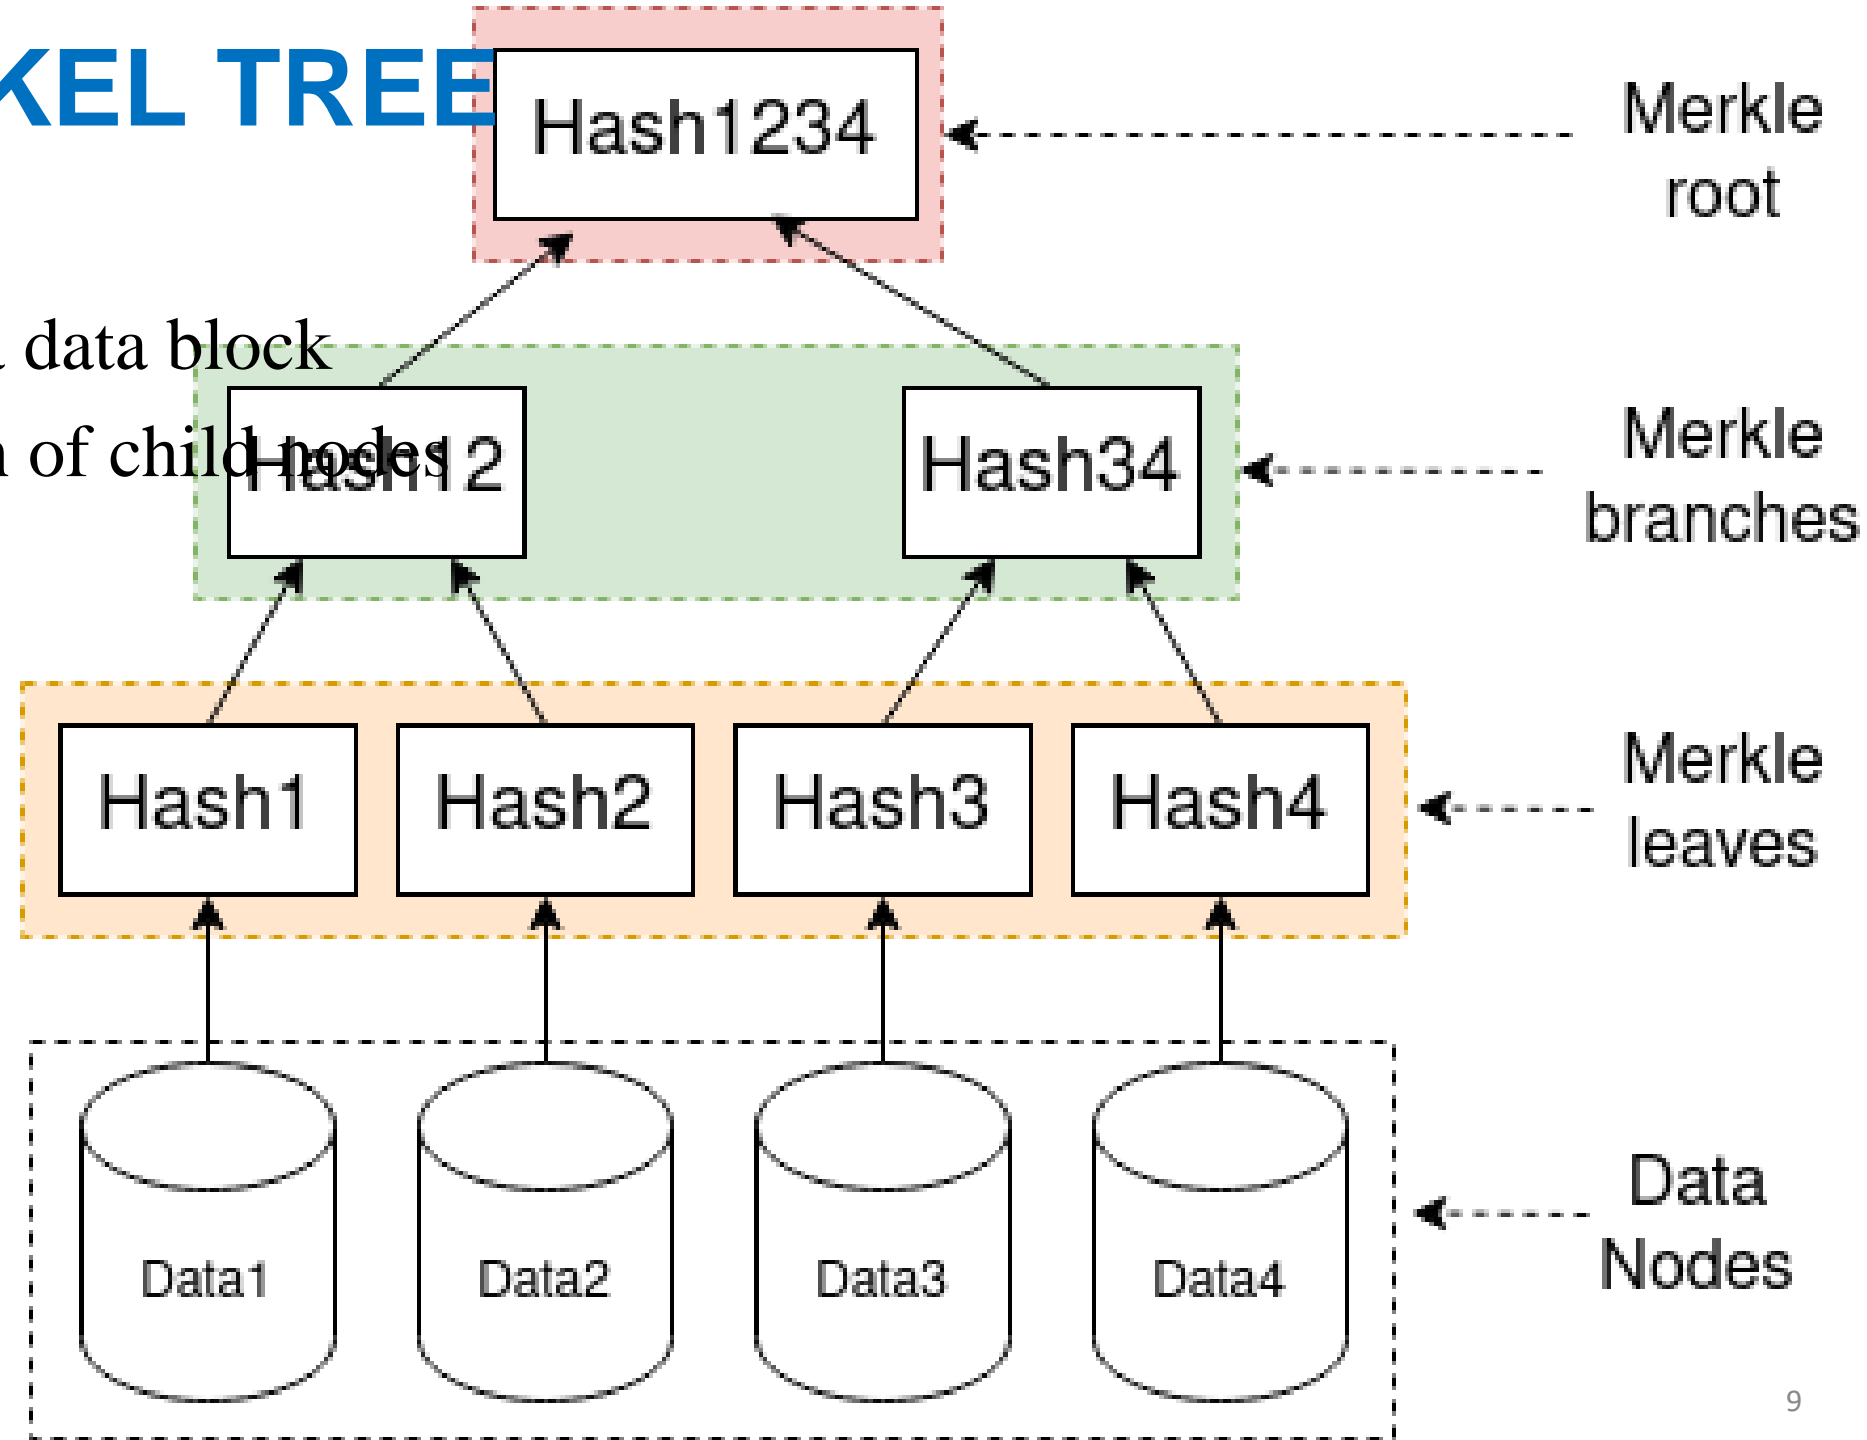 KEL TREE
Hash1234
Merkle
root
data block
of child nodes
Hash12
Hash34
Merkle
branches
Hash1
Hash2
Hash3
Hash4
Merkle
leaves
Data1
Data2
Data3
Data4
Data
Nodes
9